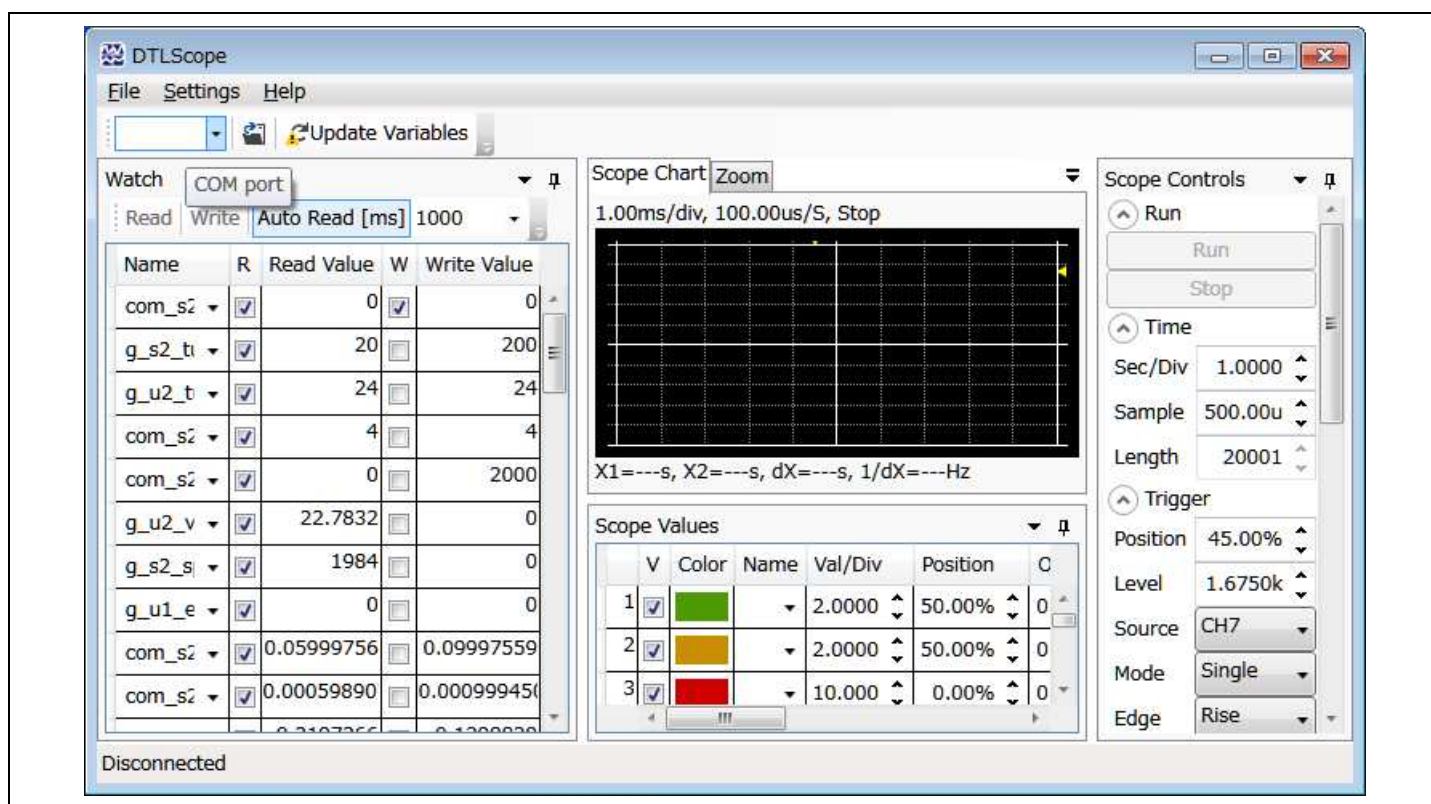 DTLScope
File Settings Help
Update Variables
COM port
Watch
Read Write Auto Read [ms] 1000
Name R Read Value W Write Value
com_s2 0 0
g_s2_tu 20 200
g_u2_t 24 24
com_s2 4 4
com_s2 0 2000
g_u2_v 22.7832 0
g_s2_s 1984 0
g_u1_e 0 0
com_s2 0.05999756 0.09997559
com_s2 0.00059890 0.00099945
Scope Chart Zoom
1.00ms/div, 100.00us/S, Stop
X1=---s, X2=---s, dX=---s, 1/dX=---Hz
Scope Values
V Color Name Val/Div Position
1 2.0000 50.00% 0
2 2.0000 50.00% 0
3 10.000 0.00% 0
Scope Controls
Run
Run
Stop
Time
Sec/Div 1.0000
Sample 500.00u
Length 20001
Trigger
Position 45.00%
Level 1.6750k
Source CH7
Mode Single
Edge Rise
Disconnected